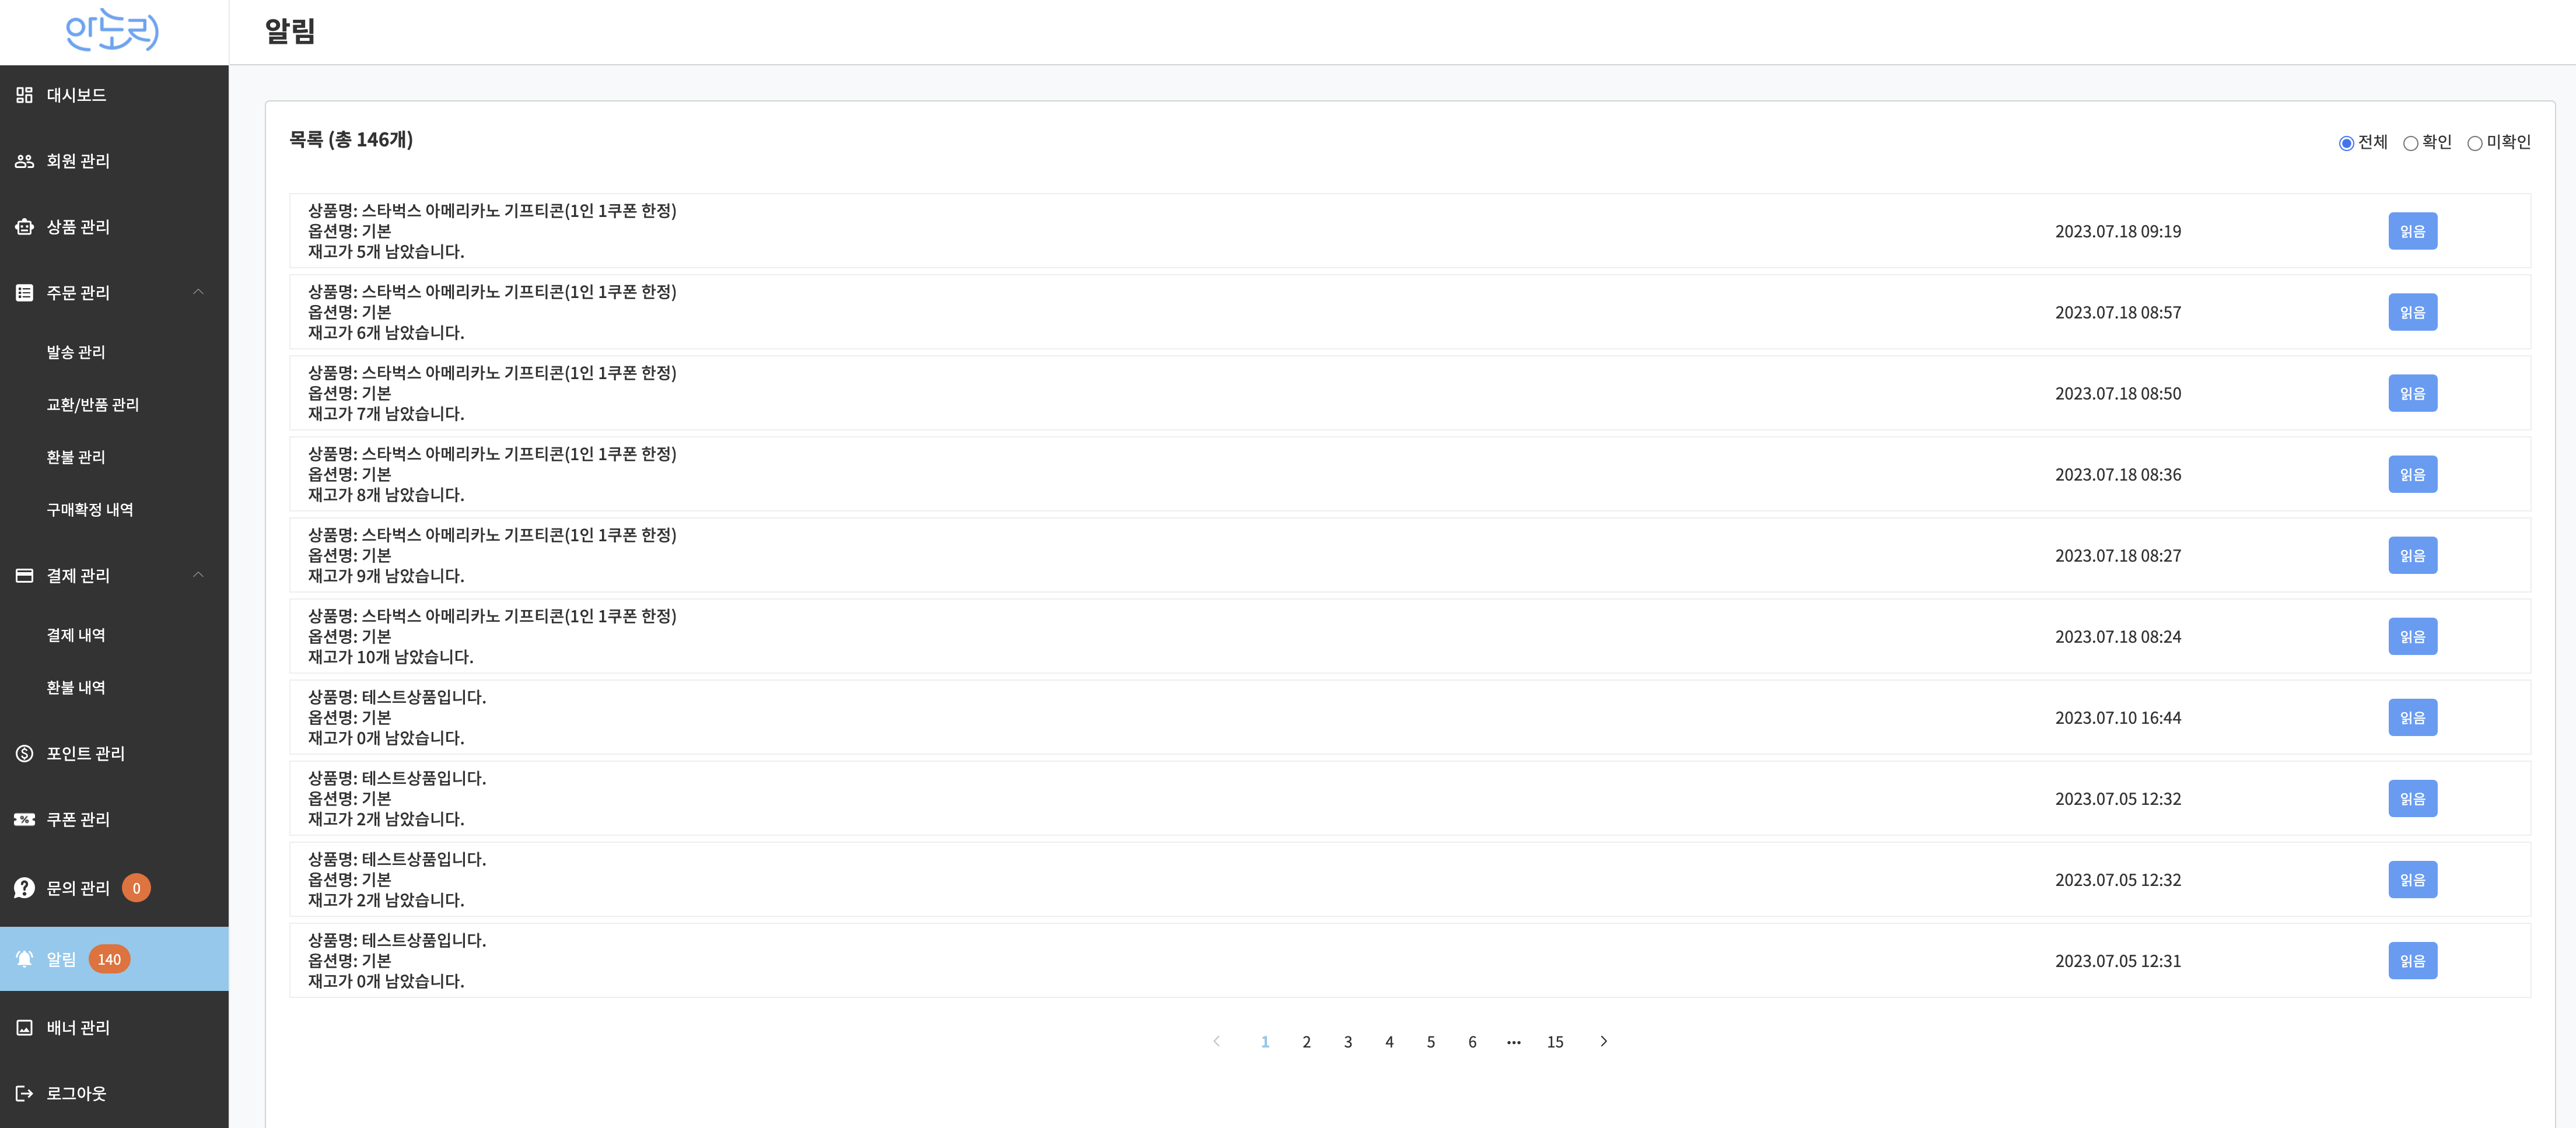 안노리
알림
대시보드
회원 관리
상품 관리
주문 관리
발송 관리
교환/반품 관리
환불 관리
구매확정 내역
결제 관리
결제 내역
환불 내역
포인트 관리
쿠폰 관리
문의 관리 0
알림 140
배너 관리
로그아웃
목록 (총 146개)
전체 확인 미확인
상품명: 스타벅스 아메리카노 기프티콘(1인 1쿠폰 한정)
옵션명: 기본
재고가 5개 남았습니다.
2023.07.18 09:19
읽음
상품명: 스타벅스 아메리카노 기프티콘(1인 1쿠폰 한정)
옵션명: 기본
재고가 6개 남았습니다.
2023.07.18 08:57
읽음
상품명: 스타벅스 아메리카노 기프티콘(1인 1쿠폰 한정)
옵션명: 기본
재고가 7개 남았습니다.
2023.07.18 08:50
읽음
상품명: 스타벅스 아메리카노 기프티콘(1인 1쿠폰 한정)
옵션명: 기본
재고가 8개 남았습니다.
2023.07.18 08:36
읽음
상품명: 스타벅스 아메리카노 기프티콘(1인 1쿠폰 한정)
옵션명: 기본
재고가 9개 남았습니다.
2023.07.18 08:27
읽음
상품명: 스타벅스 아메리카노 기프티콘(1인 1쿠폰 한정)
옵션명: 기본
재고가 10개 남았습니다.
2023.07.18 08:24
읽음
상품명: 테스트상품입니다.
옵션명: 기본
재고가 0개 남았습니다.
2023.07.10 16:44
읽음
상품명: 테스트상품입니다.
옵션명: 기본
재고가 2개 남았습니다.
2023.07.05 12:32
읽음
상품명: 테스트상품입니다.
옵션명: 기본
재고가 2개 남았습니다.
2023.07.05 12:32
읽음
상품명: 테스트상품입니다.
옵션명: 기본
재고가 0개 남았습니다.
2023.07.05 12:31
읽음
1 2 3 4 5 6 ••• 15